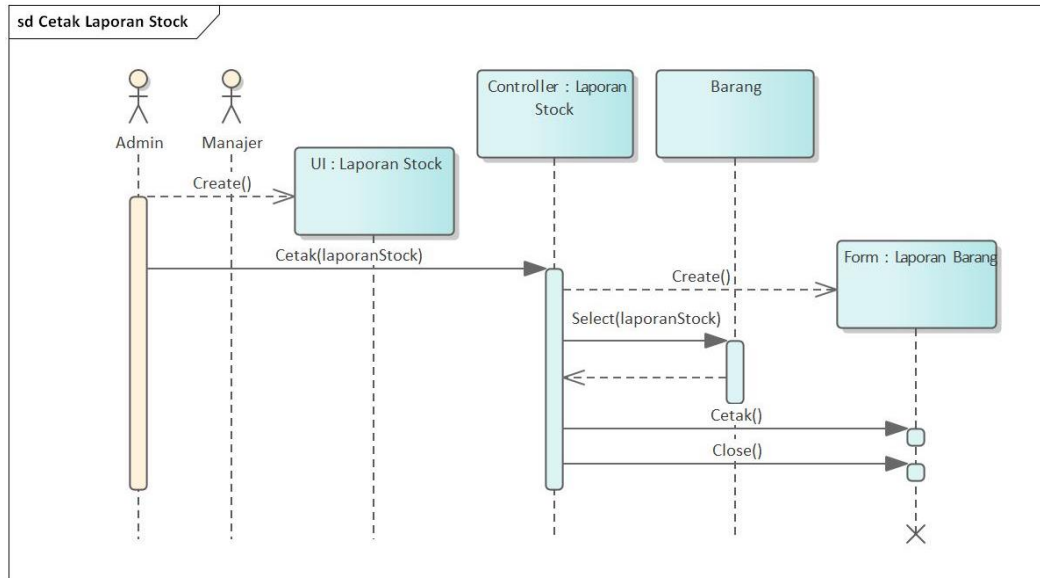 sd Cetak Laporan Stock
Admin
Manajer
UI : Laporan Stock
Controller : Laporan
Stock
Barang
Create()
Cetak(laporanStock)
Create()
Form : Laporan Barang
Select(laporanStock)
Cetak()
Close()